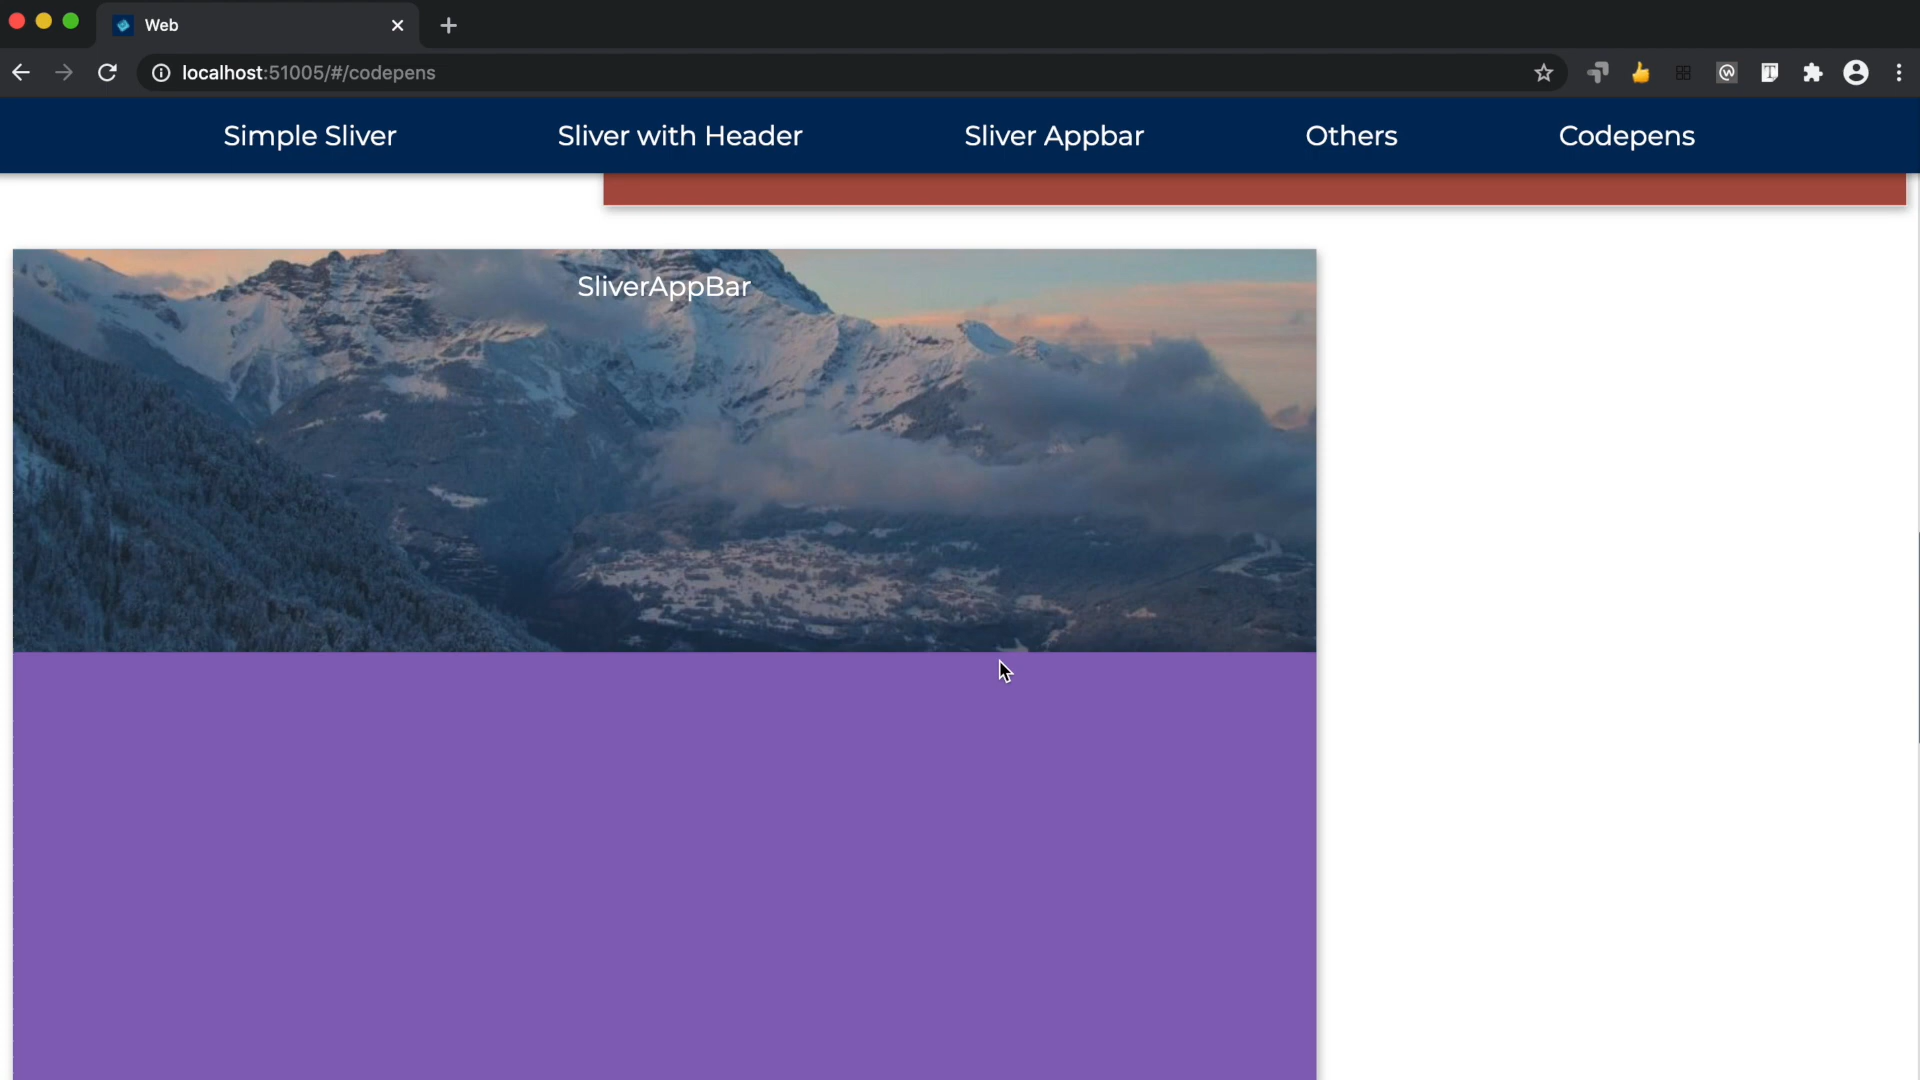 Web
localhost:51005/#/codepens
Simple Sliver
Sliver with Header
Sliver Appbar
Others
Codepens
SliverAppBar